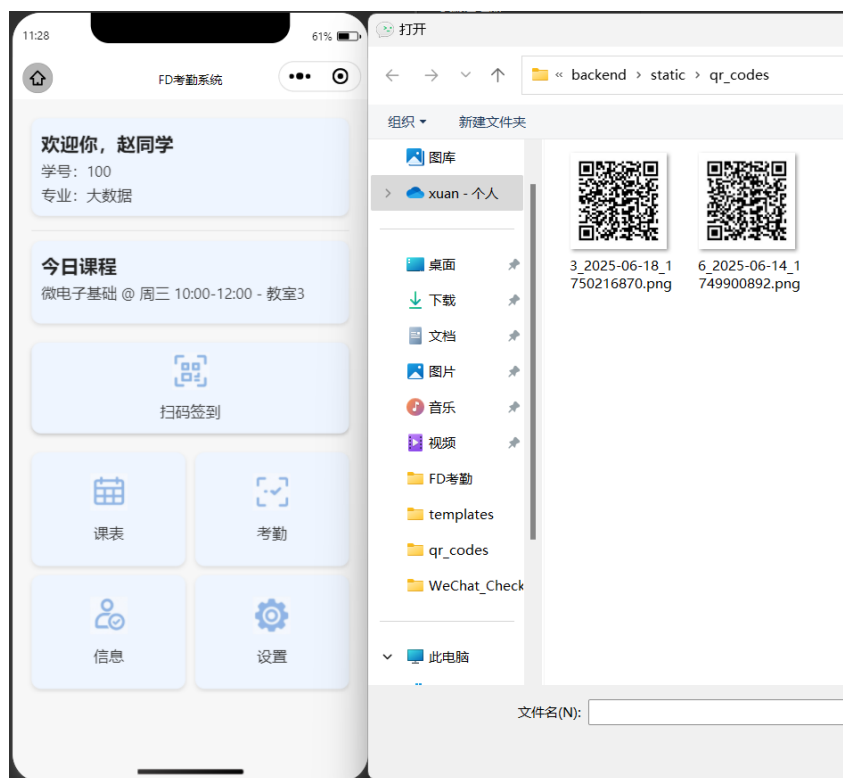 11:28
61%
FD考勤系统
欢迎你，赵同学
学号：100
专业：大数据
今日课程
微电子基础 @ 周三 10:00-12:00 - 教室3
扫码签到
课表
考勤
信息
设置
打开
« backend › static › qr_codes
组织
新建文件夹
图库
xuan - 个人
桌面
下载
文档
图片
音乐
视频
FD考勤
templates
qr_codes
WeChat_Check
此电脑
3_2025-06-18_1
750216870.png
6_2025-06-14_1
749900892.png
文件名(N):